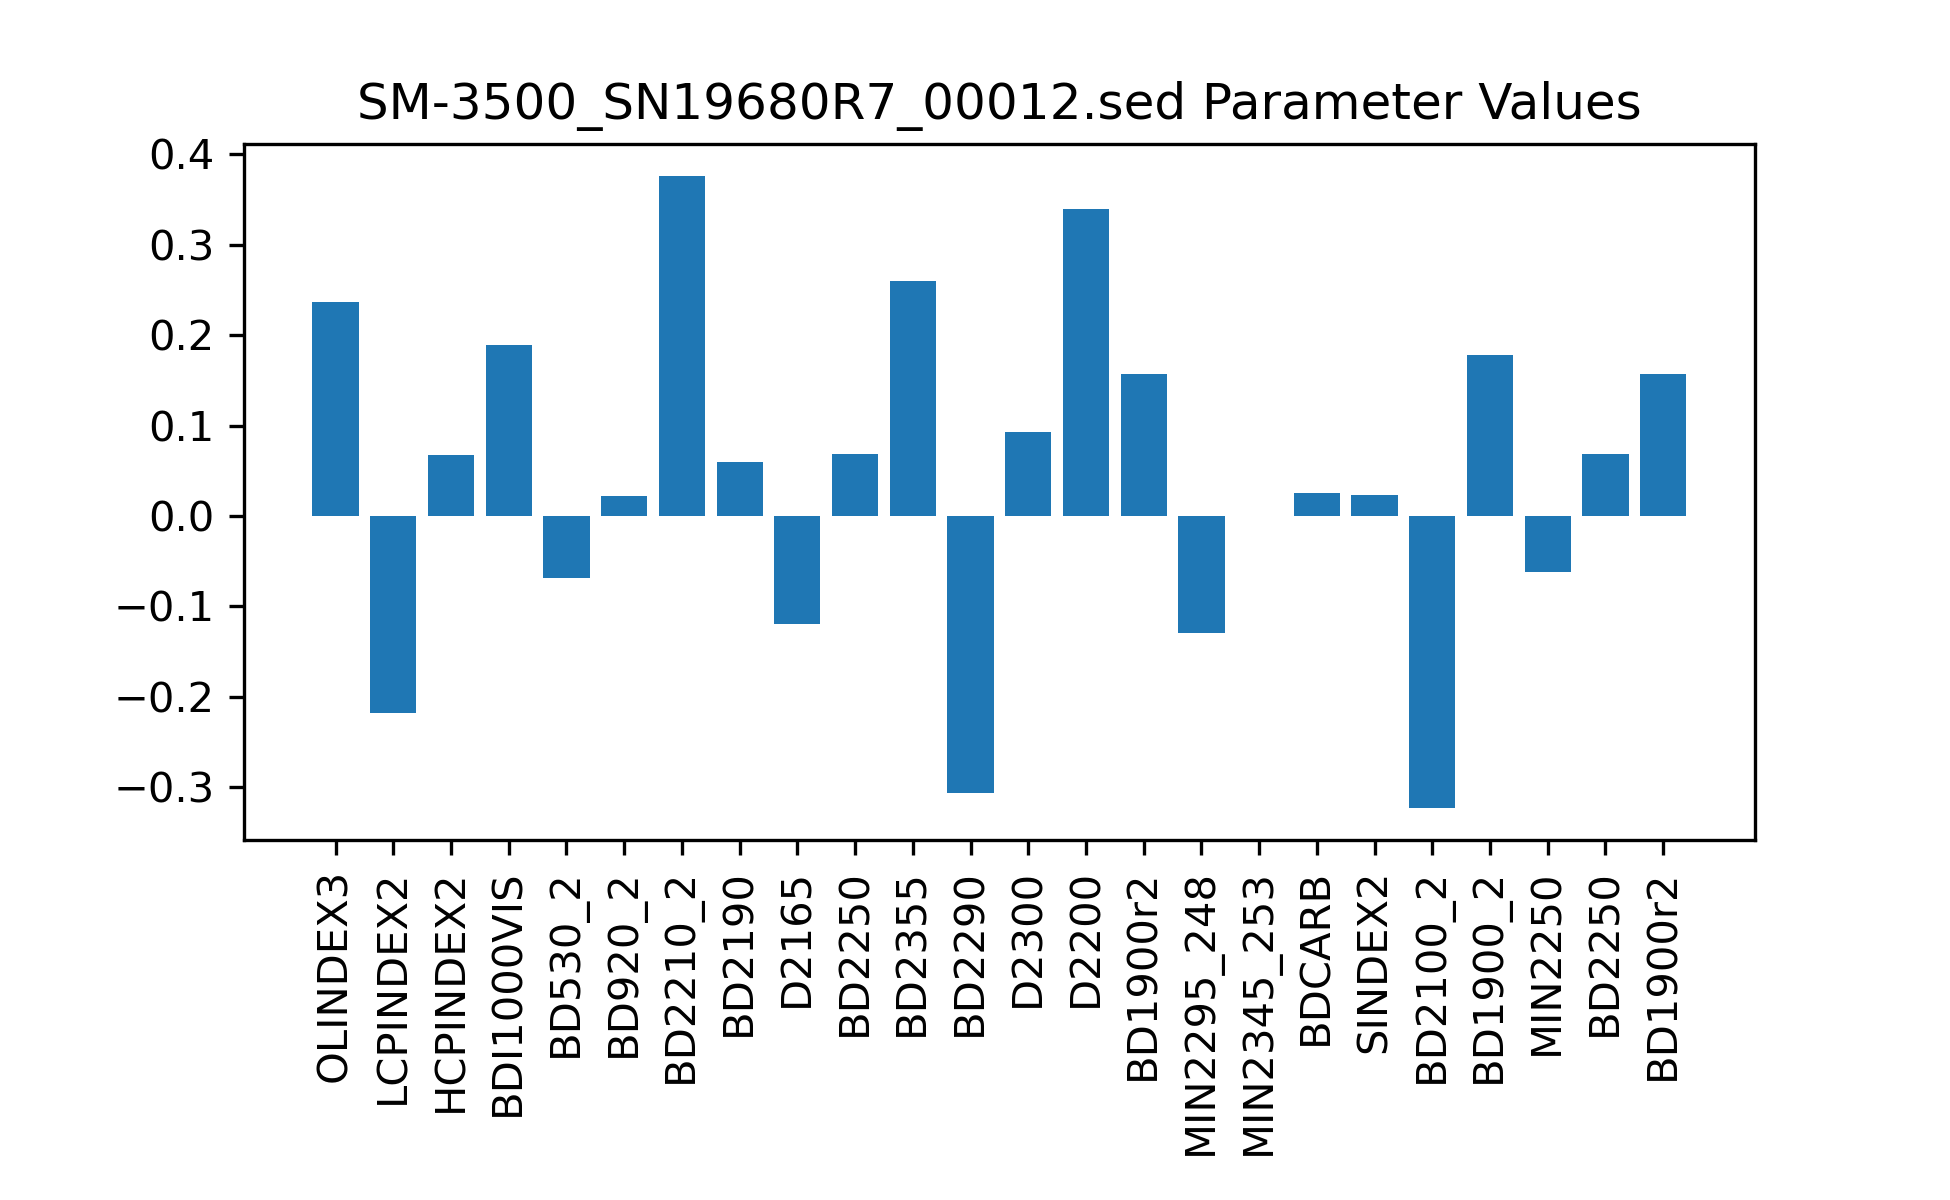 SM-3500_SN19680R7_00012.sed Parameter Values
0.4
0.3
0.2
0.1
0.0
−0.1
−0.2
−0.3
OLINDEX3
LCPINDEX2
HCPINDEX2
BDI1000VIS
BD530_2
BD920_2
BD2210_2
BD2190
D2165
BD2250
BD2355
BD2290
D2300
D2200
BD1900r2
MIN2295_248
MIN2345_253
BDCARB
SINDEX2
BD2100_2
BD1900_2
MIN2250
BD2250
BD1900r2